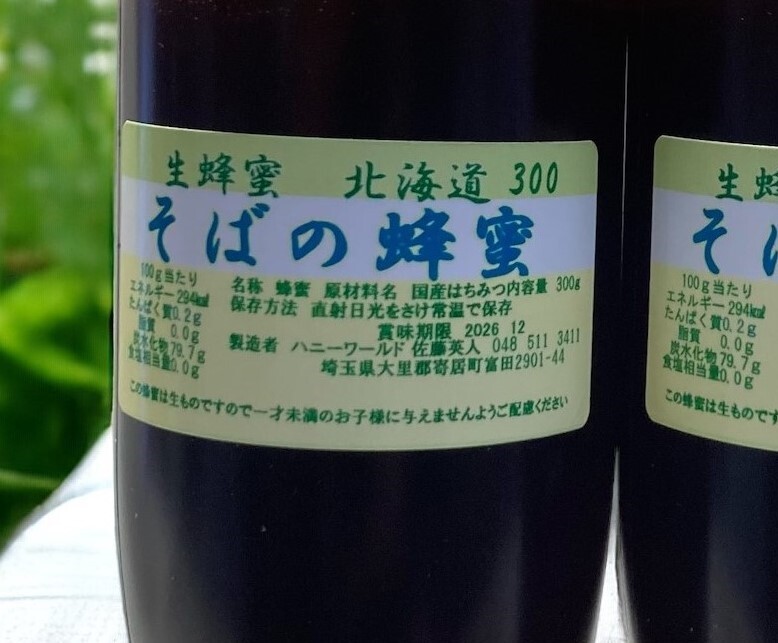 生蜂蜜 北海道 300
そばの蜂蜜
100g当たり
エネルギー294kcal
たんぱく質0.2g
脂質 0.0g
炭水化物79.7g
食塩相当量0.0g
名称 蜂蜜 原材料名 国産はちみつ内容量 300g
保存方法 直射日光をさけ常温で保存
賞味期限 2026 12
製造者 ハニーワールド 佐藤英人 048 511 3411
埼玉県大里郡寄居町富田2901-44
この蜂蜜は生ものですので一才未満のお子様に与えませんようご配慮ください
生蜂
そば
100g当たり
エネルギー294kcal
たんぱく質0.2g
脂質 0.0g
炭水化物79.7g
食塩相当量0.0g
この蜂蜜は生ものです